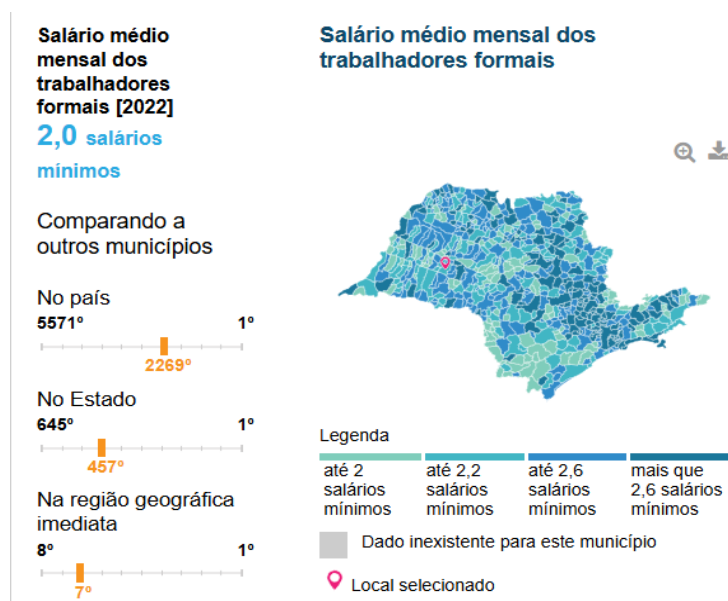 Salário médio
mensal dos
trabalhadores
formais [2022]
2,0 salários
mínimos
Comparando a
outros municípios
No país
5571º 1º
2269º
No Estado
645º 1º
457º
Na região geográfica
imediata
8º 1º
7º
Salário médio mensal dos
trabalhadores formais
Legenda
até 2
salários
mínimos
até 2,2
salários
mínimos
até 2,6
salários
mínimos
mais que
2,6 salários
mínimos
Dado inexistente para este município
Local selecionado